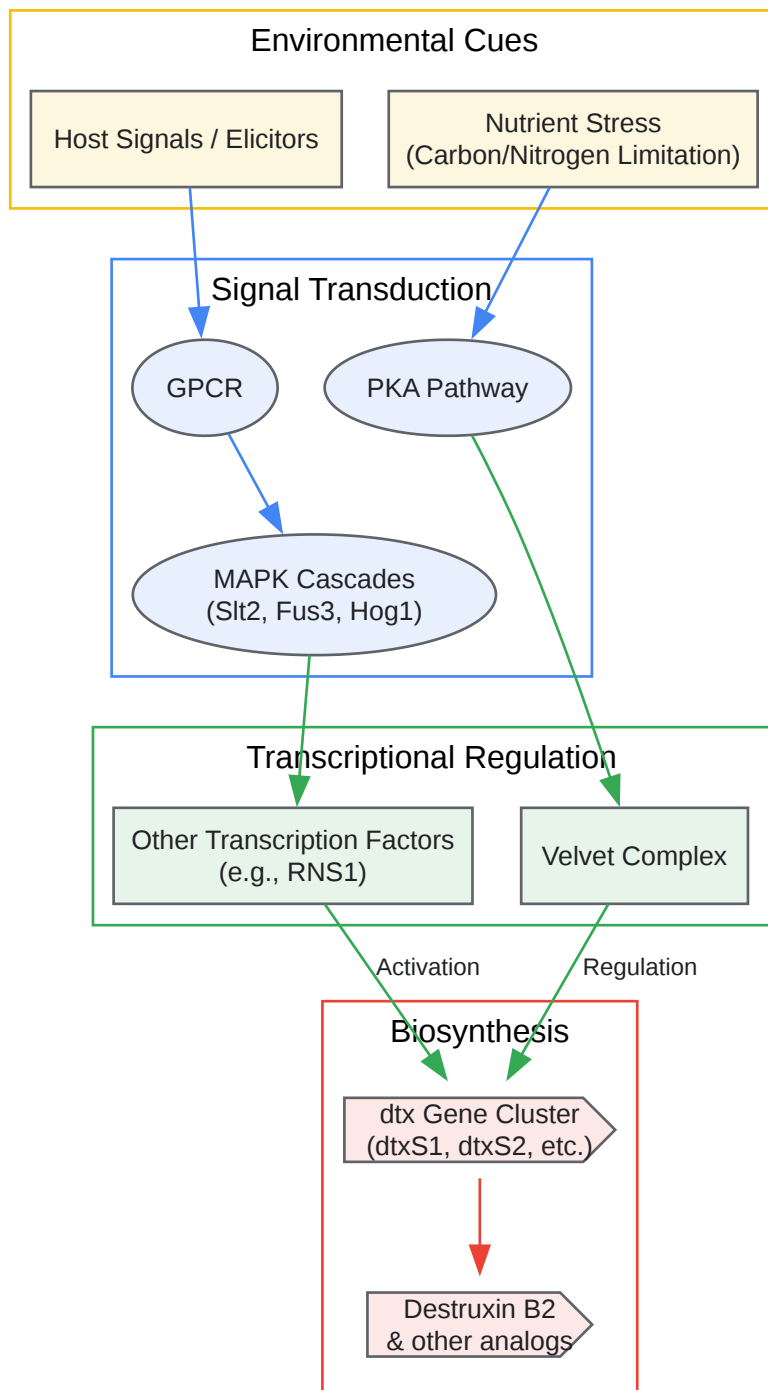 Environmental Cues
Host Signals / Elicitors
Nutrient Stress
(Carbon/Nitrogen Limitation)
Signal Transduction
GPCR
PKA Pathway
MAPK Cascades
(Slt2, Fus3, Hog1)
Transcriptional Regulation
Other Transcription Factors
(e.g., RNS1)
Velvet Complex
Activation
Regulation
Biosynthesis
dtx Gene Cluster
(dtxS1, dtxS2, etc.)
Destruxin B2
& other analogs